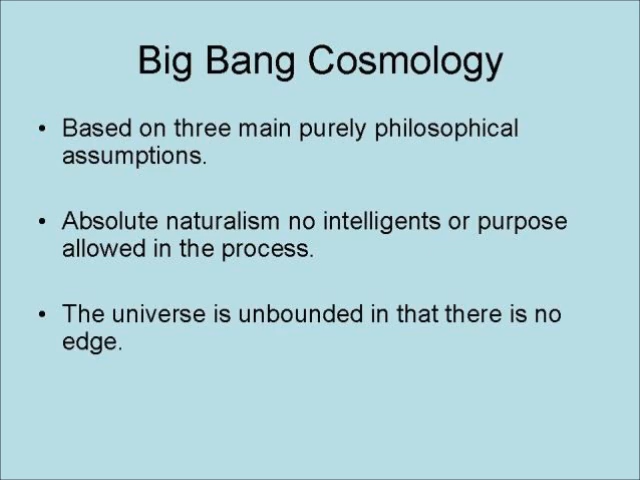 Big Bang Cosmology
• Based on three main purely philosophical
assumptions.
• Absolute naturalism no intelligents or purpose
allowed in the process.
• The universe is unbounded in that there is no
edge.